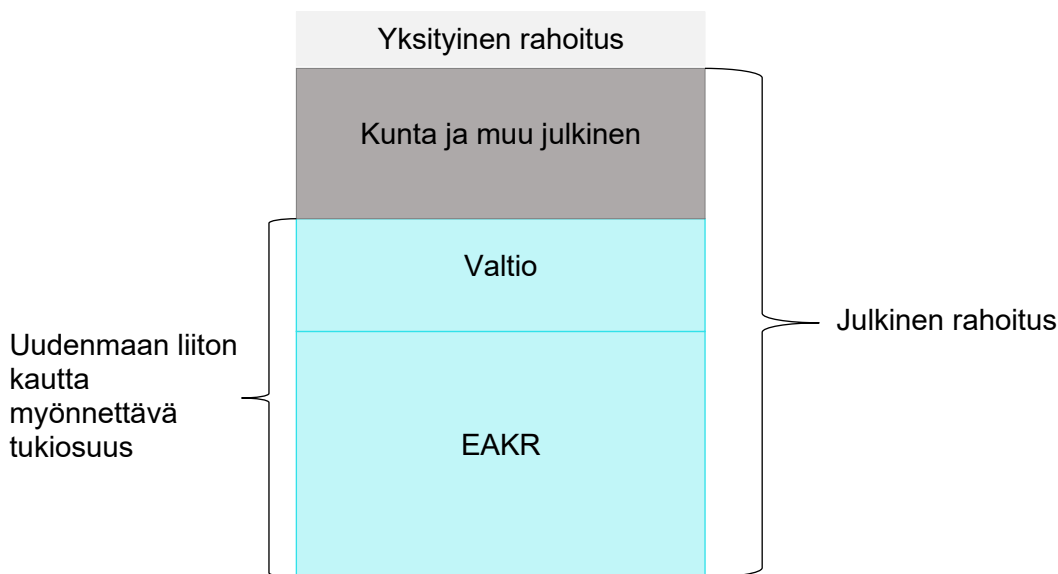 Yksityinen rahoitus
Kunta ja muu julkinen
Valtio
EAKR
Uudenmaan liiton
kautta
myönnettävä
tukiosuus
Julkinen rahoitus